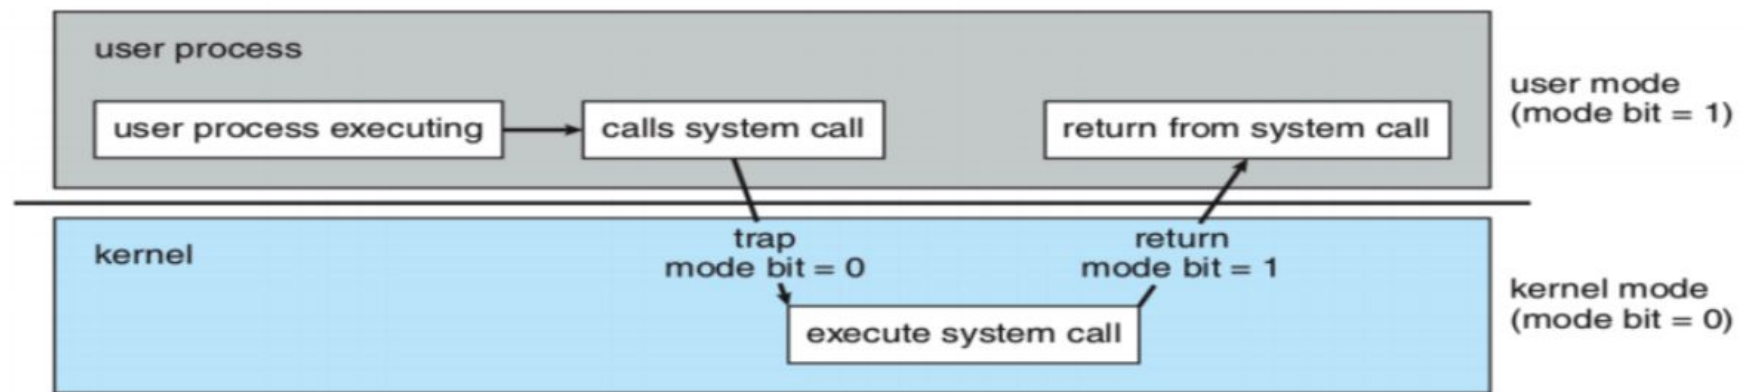 user process
user process executing
calls system call
return from system call
user mode
(mode bit = 1)
kernel
trap
mode bit = 0
return
mode bit = 1
execute system call
kernel mode
(mode bit = 0)